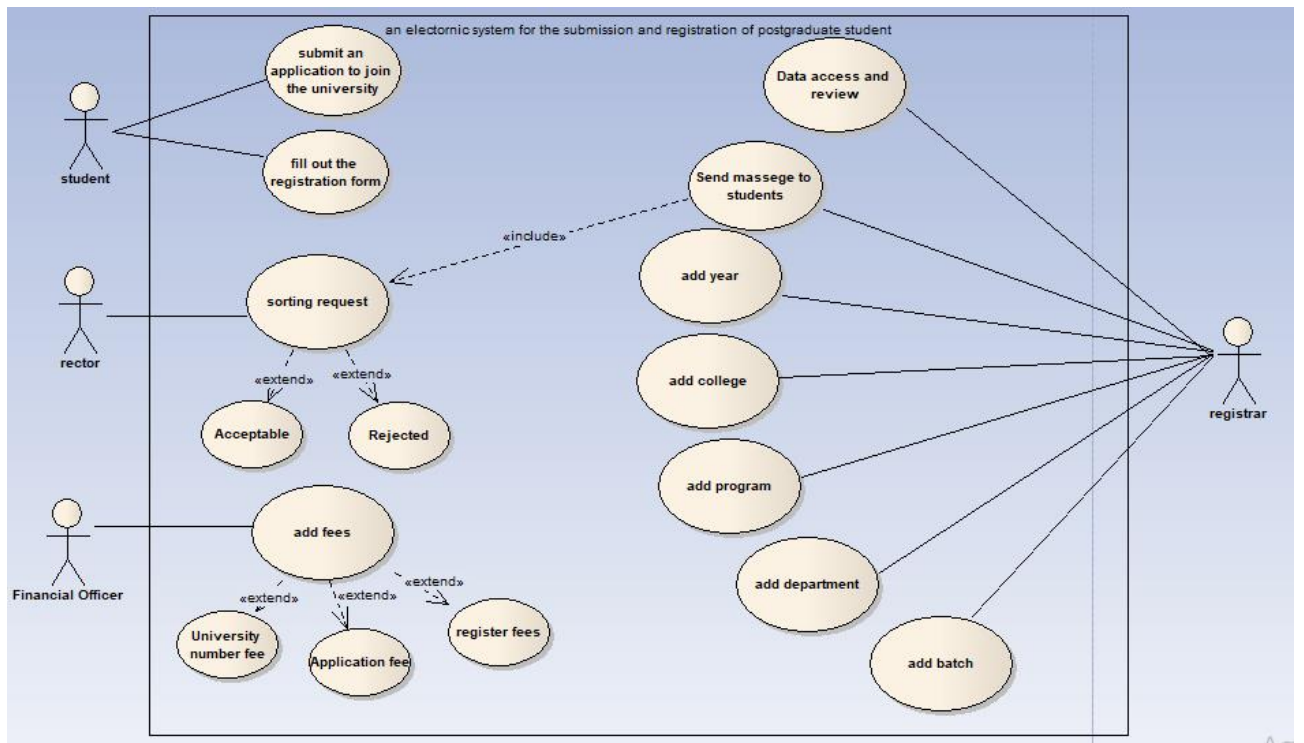 an electornic system for the submission and registration of postgraduate student
submit an
application to join
the university
fill out the
registration form
student
Data access and
review
Send massege to
students
«include»
add year
sorting request
rector
«extend»
«extend»
Acceptable
Rejected
add college
registrar
add program
add fees
Financial Officer
«extend»
«extend»
«extend»
University
number fee
Application fee
register fees
add department
add batch